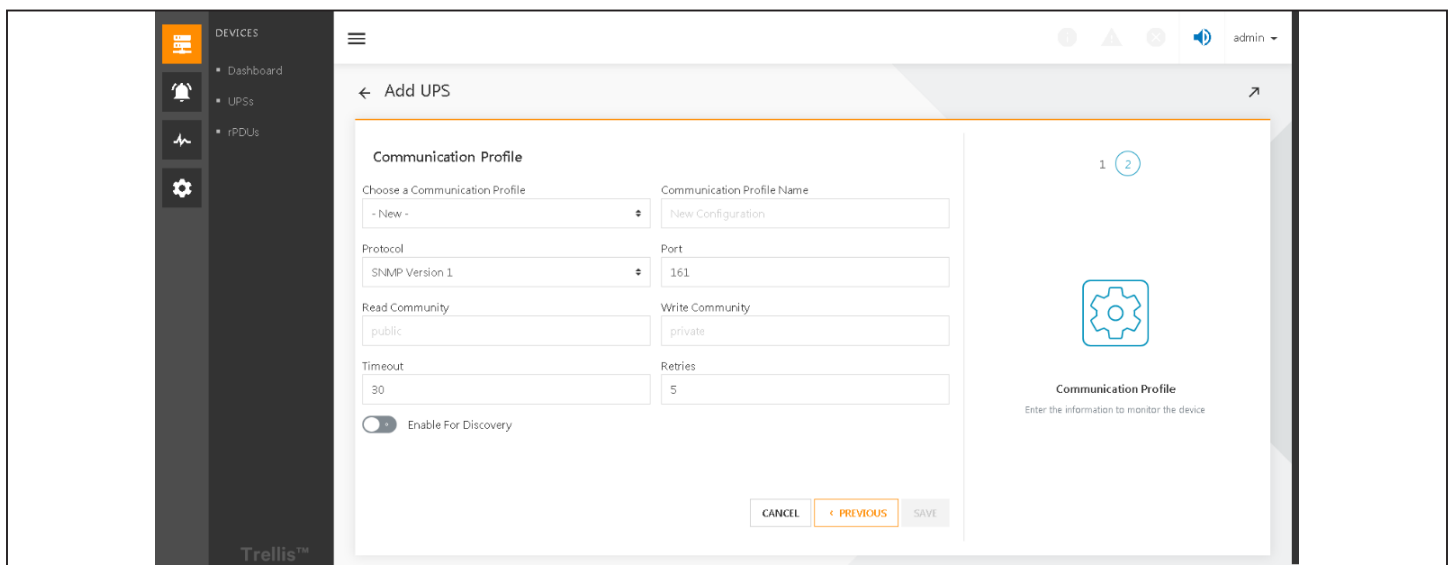 DEVICES
admin
Dashboard
UPSs
rPDUs
Add UPS
Communication Profile
1 2
Choose a Communication Profile Communication Profile Name
- New - New Configuration
Protocol Port
SNMP Version 1 161
Read Community Write Community
public private
Timeout Retries
30 5
Enable For Discovery
Communication Profile
Enter the information to monitor the device
CANCEL < PREVIOUS SAVE
Trellis™